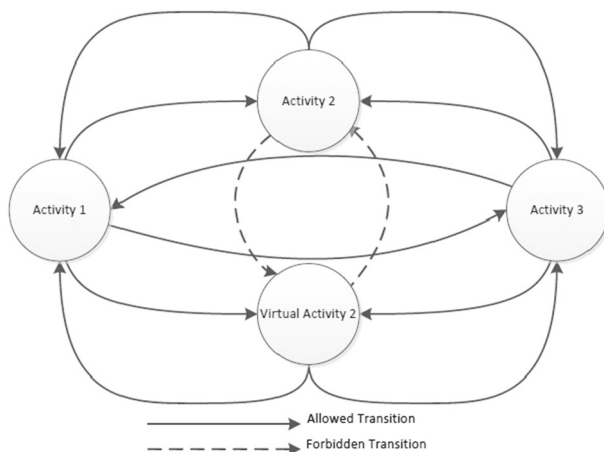 Activity 2
Activity 1
Activity 3
Virtual Activity 2
Allowed Transition
Forbidden Transition